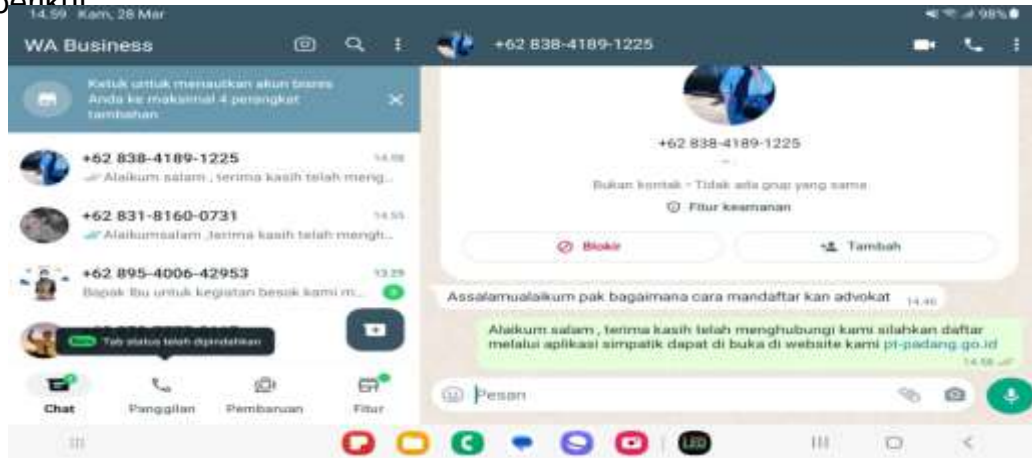 berikut
14.59 Kam, 28 Mar
98%
WA Business
Ketuk untuk menautkan akun bisnis
Anda ke maksimal 4 perangkat
tambahan
+62 838-4189-1225
14.58
Alaikum salam , terima kasih telah meng...
+62 831-8160-0731
14.55
Alaikumsalam ,terima kasih telah mengh...
+62 895-4006-42953
13.29
Bapak Ibu untuk kegiatan besok kami m...
Tab status telah dipindahkan
Chat
Panggilan
Pembaruan
Fitur
+62 838-4189-1225
+62 838-4189-1225
Bukan kontak • Tidak ada grup yang sama
Fitur keamanan
Blokir
Tambah
Assalamualaikum pak bagaimana cara mandaftar kan advokat 14.46
Alaikum salam , terima kasih telah menghubungi kami silahkan daftar
melalui aplikasi simpatik dapat di buka di website kami pt-padang.go.id
14.58
Pesan
LED